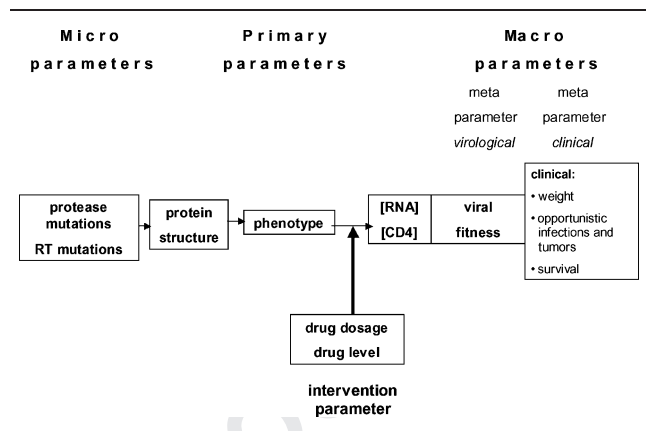 Micro
parameters
Primary
parameters
Macro
parameters
meta
parameter
virological
meta
parameter
clinical
protease
mutations
RT mutations
protein
structure
phenotype
[RNA]
[CD4]
viral
fitness
clinical:
• weight
• opportunistic
infections and
tumors
• survival
drug dosage
drug level
intervention
parameter